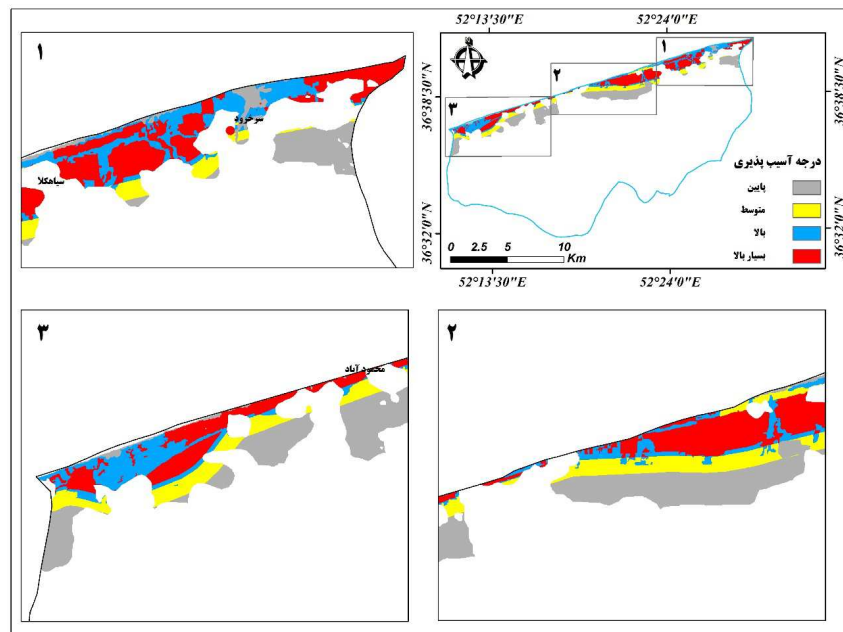 ۱
سرخرود
سیاهکلا
52°13'30"E
52°24'0"E
36°38'30"N
36°38'30"N
36°32'0"N
36°32'0"N
۱
۲
۳
درجه آسیب پذیری
پایین
متوسط
بالا
بسیار بالا
0 2.5 5 10
Km
52°13'30"E
52°24'0"E
۳
محمود آباد
۲